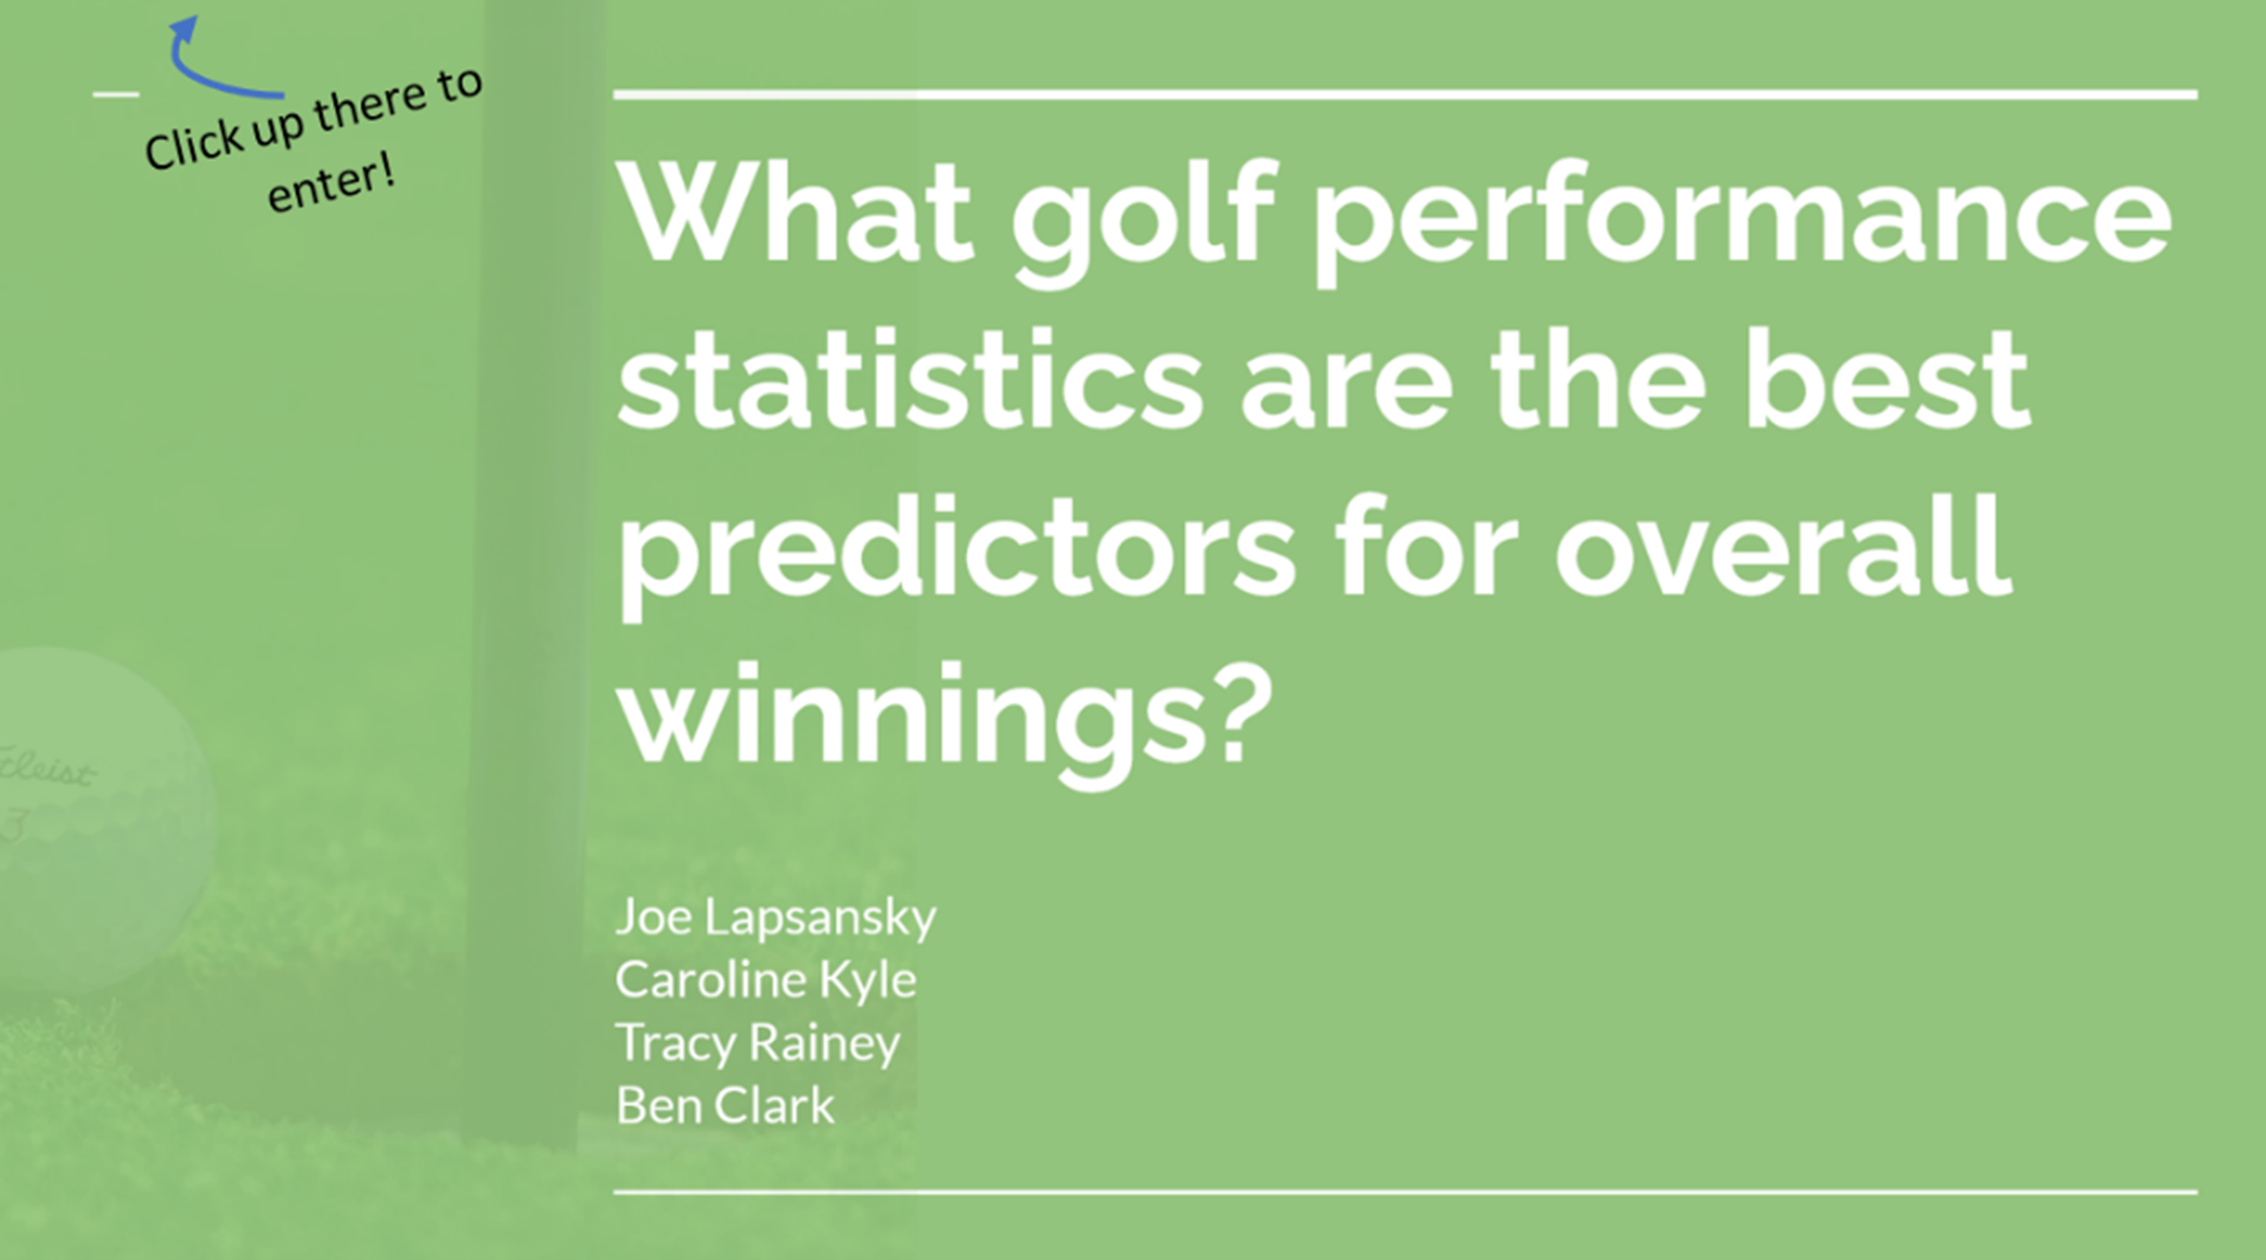 Click up there to
enter!
What golf performance
statistics are the best
predictors for overall
winnings?
Joe Lapsansky
Caroline Kyle
Tracy Rainey
Ben Clark
3